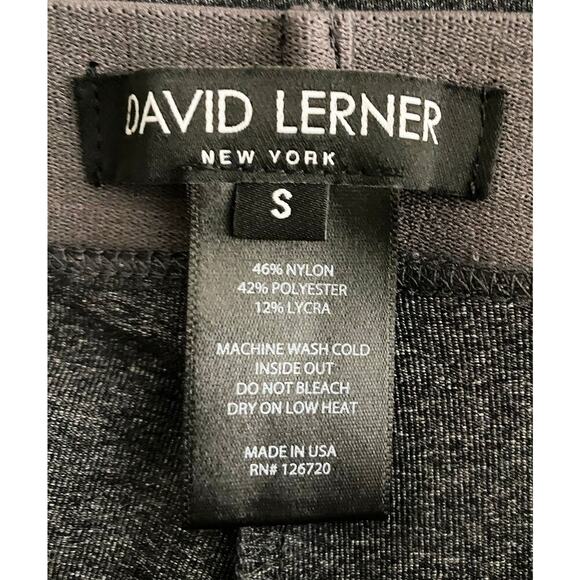 DAVID LERNER
NEW YORK
S
46% NYLON
42% POLYESTER
12% LYCRA
MACHINE WASH COLD
INSIDE OUT
DO NOT BLEACH
DRY ON LOW HEAT
MADE IN USA
RN# 126720